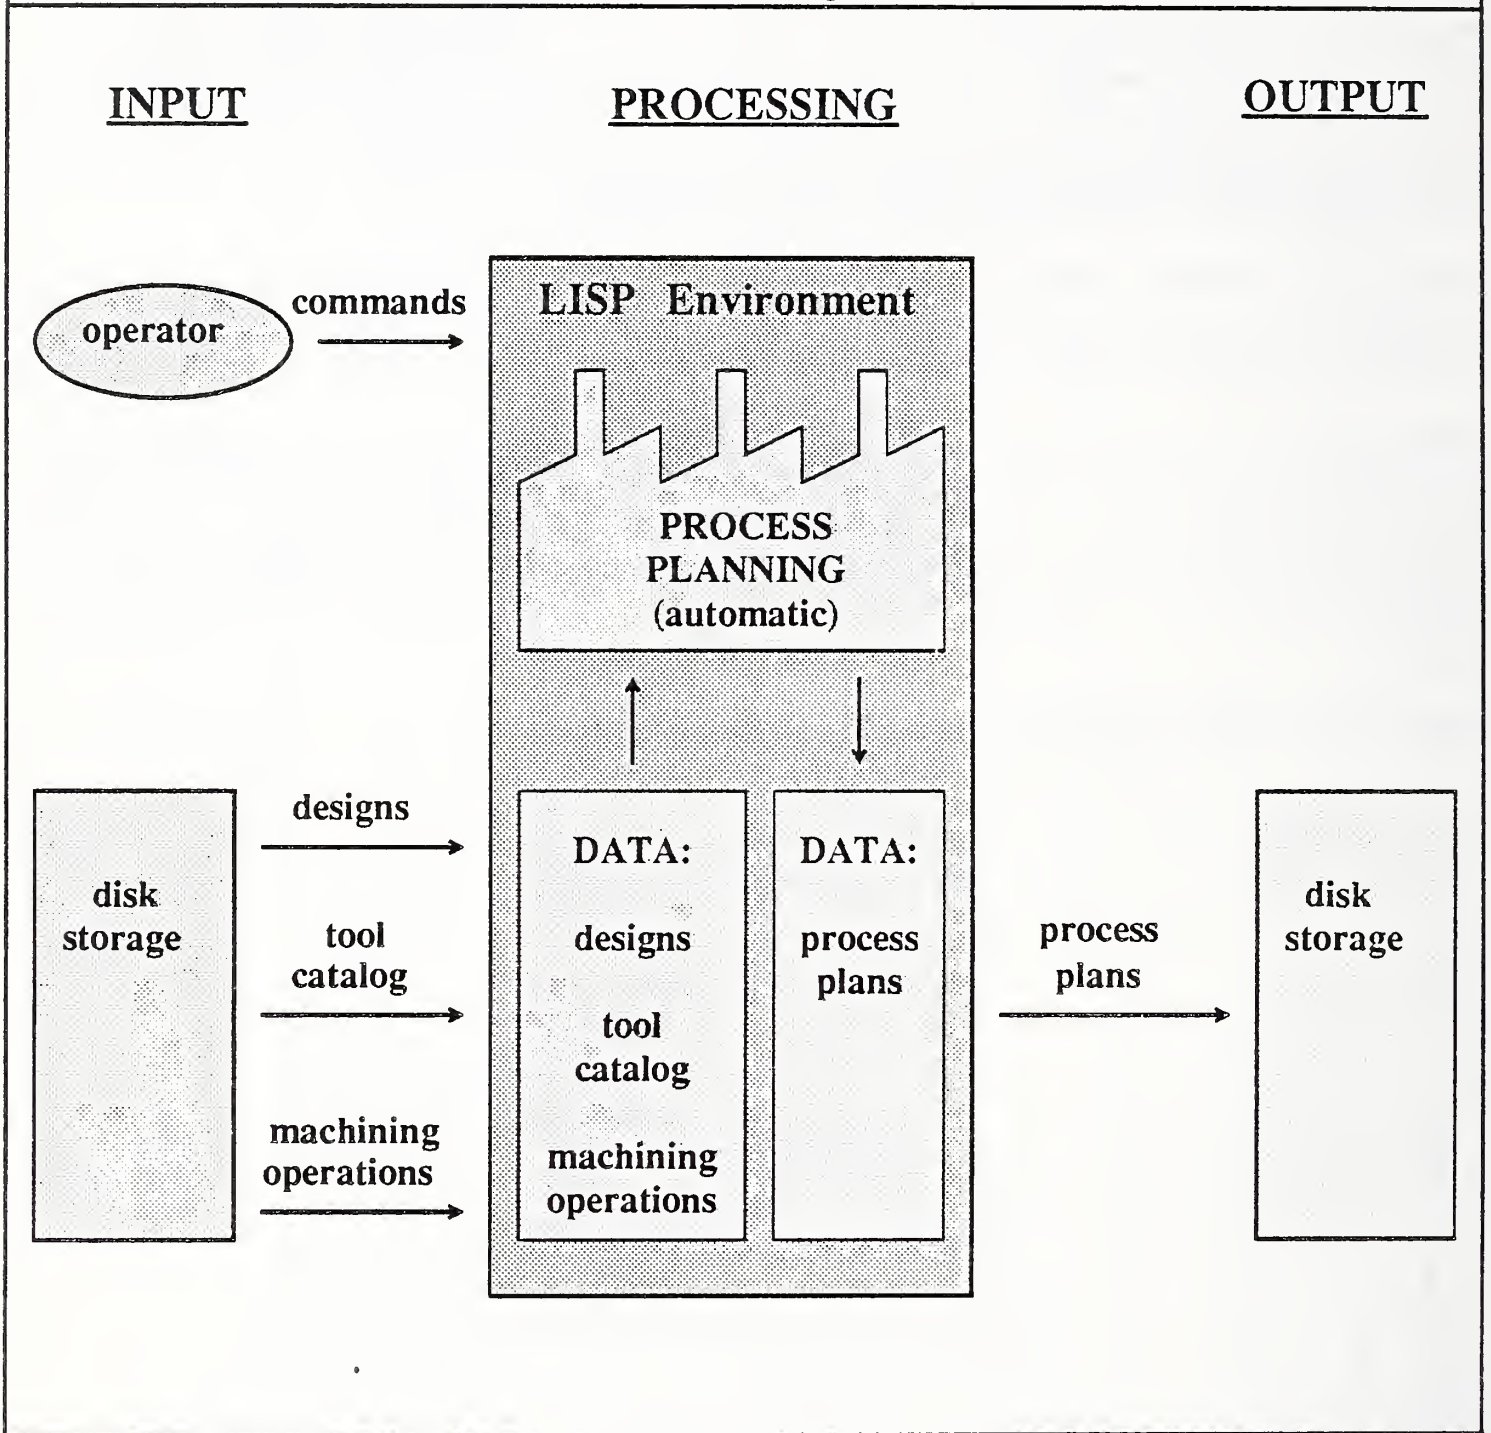 INPUT
PROCESSING
OUTPUT
operator
commands
LISP Environment
PROCESS
PLANNING
(automatic)
disk
storage
designs
tool
catalog
machining
operations
DATA:
designs
tool
catalog
machining
operations
DATA:
process
plans
process
plans
disk
storage